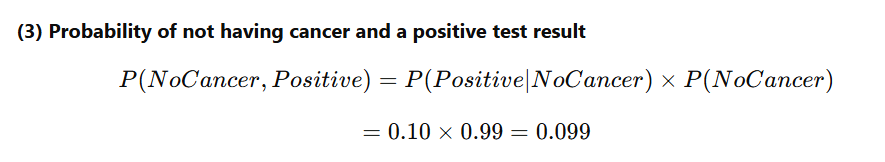 (3) Probability of not having cancer and a positive test result
P(NoCancer, Positive) = P(Positive|NoCancer) × P(NoCancer)
= 0.10 × 0.99 = 0.099